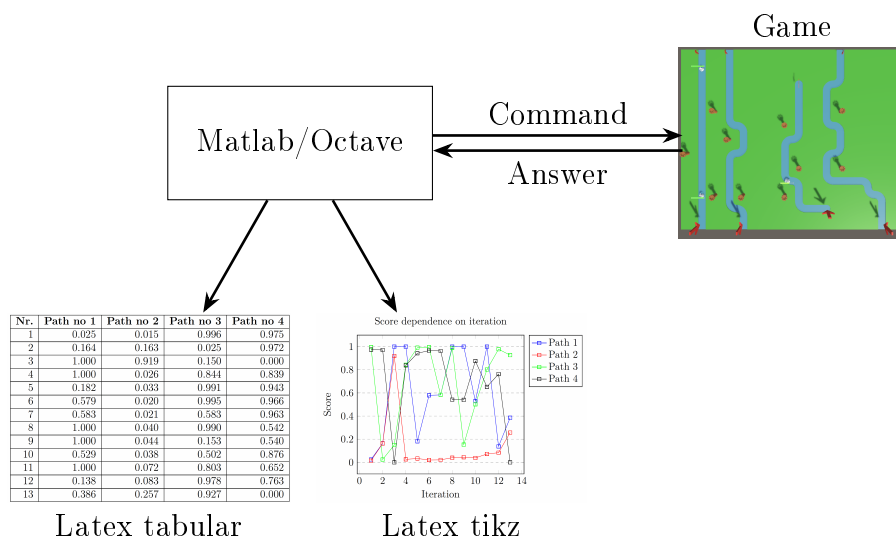 Game
Matlab/Octave
Command
Answer
Nr. Path no 1 Path no 2 Path no 3 Path no 4
1 0.025 0.015 0.996 0.975
2 0.164 0.163 0.025 0.972
3 1.000 0.919 0.150 0.000
4 1.000 0.026 0.844 0.839
5 0.182 0.033 0.991 0.943
6 0.579 0.020 0.995 0.966
7 0.583 0.021 0.583 0.963
8 1.000 0.040 0.990 0.542
9 1.000 0.044 0.153 0.540
10 0.529 0.038 0.502 0.876
11 1.000 0.072 0.803 0.652
12 0.138 0.083 0.978 0.763
13 0.386 0.257 0.927 0.000
Latex tabular
Score dependence on iteration
Path 1
Path 2
Path 3
Path 4
Score
1
0.8
0.6
0.4
0.2
0
0 2 4 6 8 10 12 14
Iteration
Latex tikz